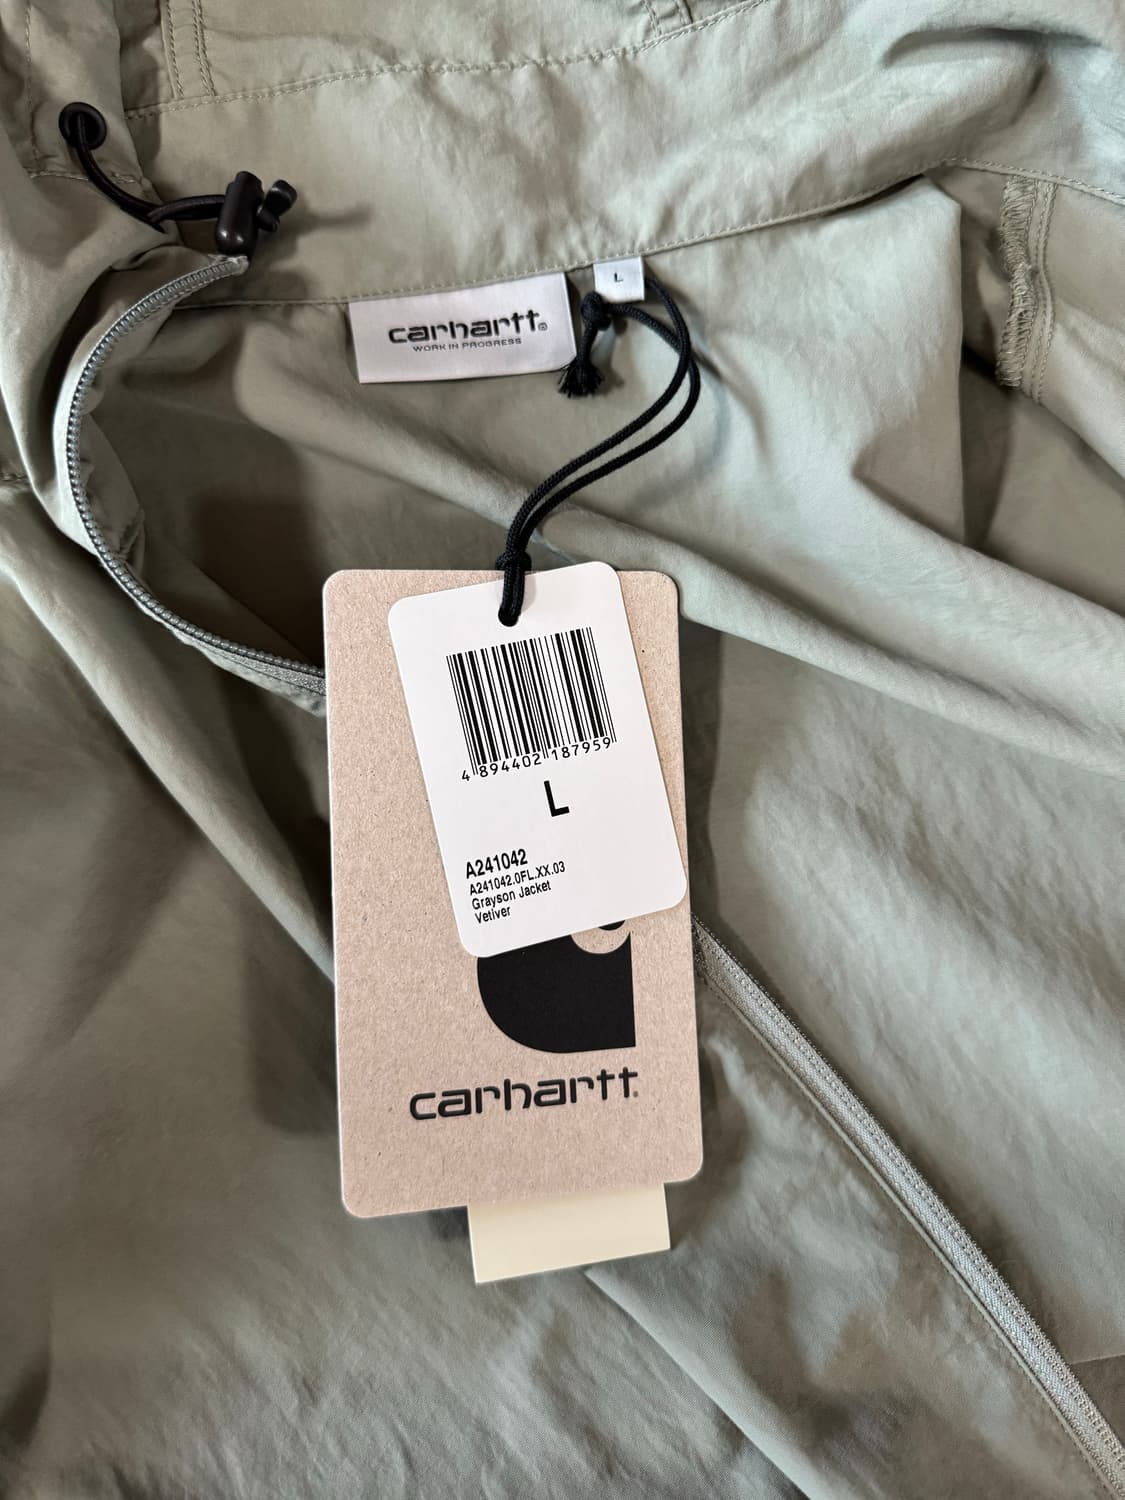 L
carhartt®
WORK IN PROGRESS
4 894402 187959
L
A241042
A241042.0FL.XX.03
Grayson Jacket
Vetiver
carhartt.